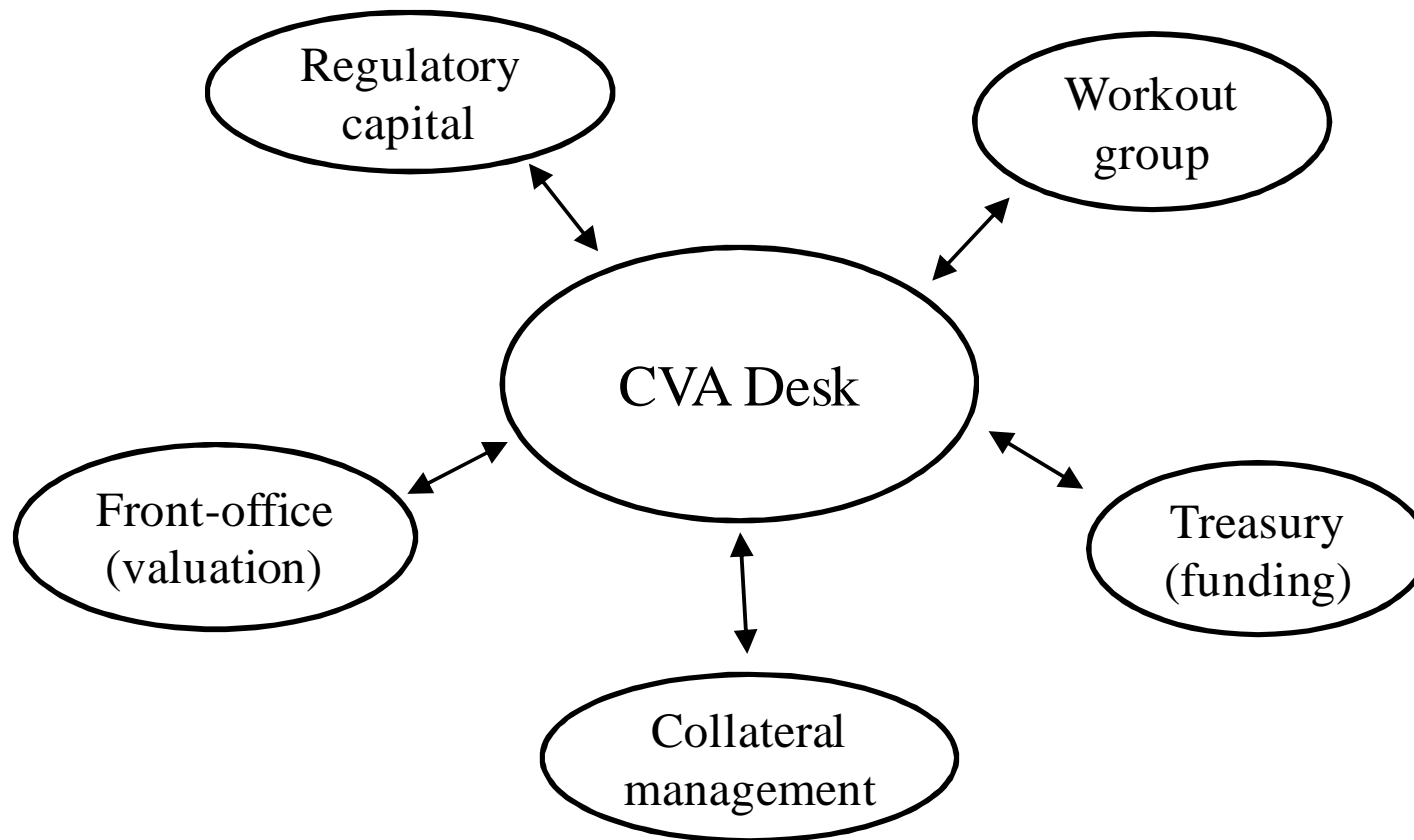 Regulatory
capital
Workout
group
CVA Desk
Front-office
(valuation)
Treasury
(funding)
Collateral
management